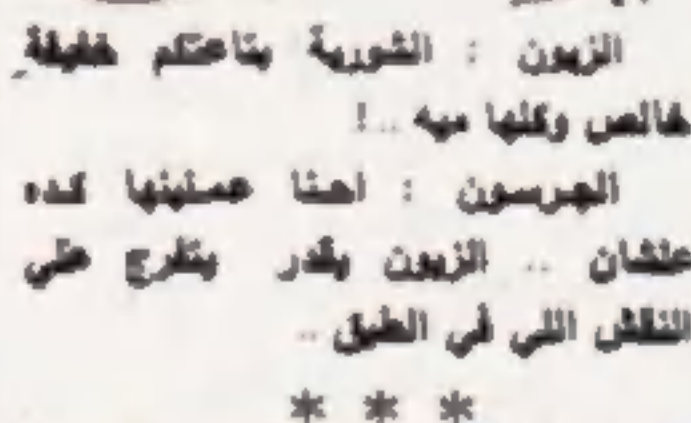 الزبون : الشوربة بتاعتكم خفيفة
خالص وكلها ميه ..!
الجرسون : احنا عملينها كده
علشان .. الزبون يقدر يتفرج على
النقش اللي في الطبق ..
* * *